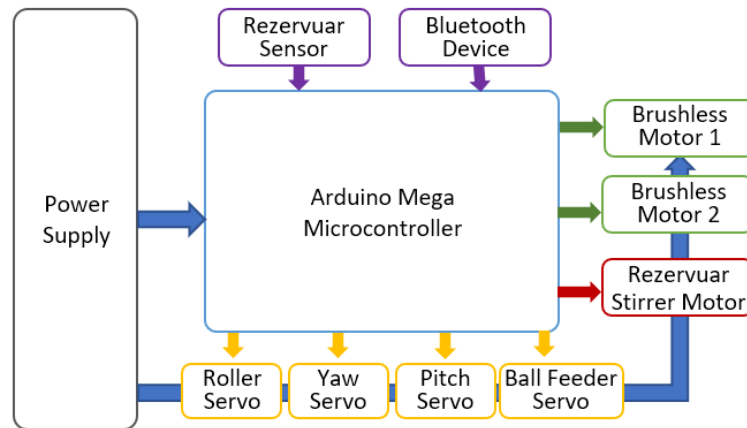 Rezervuar
Sensor
Bluetooth
Device
Brushless
Motor 1
Power
Supply
Arduino Mega
Microcontroller
Brushless
Motor 2
Rezervuar
Stirrer Motor
Roller
Servo
Yaw
Servo
Pitch
Servo
Ball Feeder
Servo